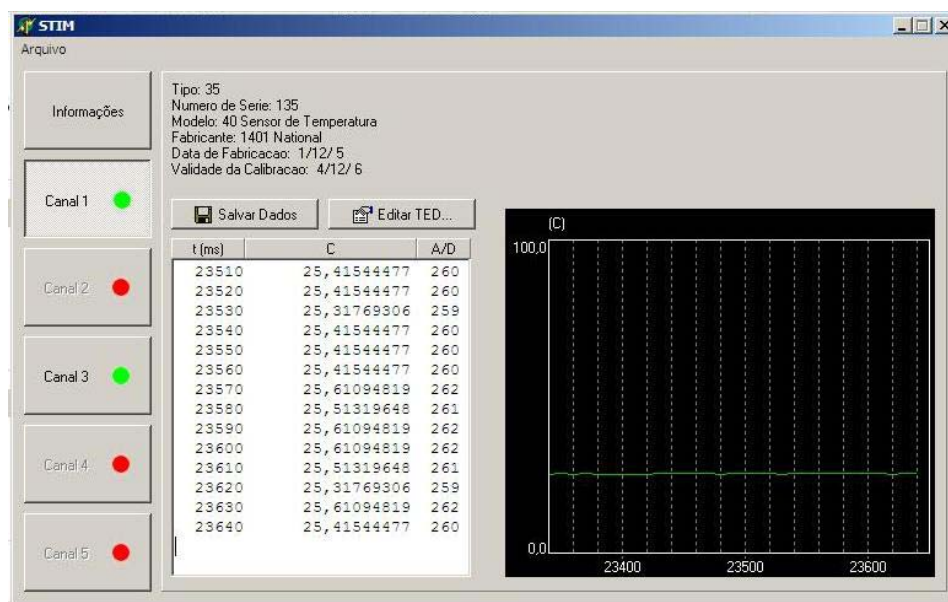 STIM
Arquivo
Informações
Canal 1
Canal 2
Canal 3
Canal 4
Canal 5
Tipo: 35
Numero de Serie: 135
Modelo: 40 Sensor de Temperatura
Fabricante: 1401 National
Data de Fabricacao: 1/12/ 5
Validade da Calibracao: 4/12/ 6
Salvar Dados
Editar TED...
t (ms) C A/D
23510 25,41544477 260
23520 25,41544477 260
23530 25,31769306 259
23540 25,41544477 260
23550 25,41544477 260
23560 25,41544477 260
23570 25,61094819 262
23580 25,51319648 261
23590 25,61094819 262
23600 25,61094819 262
23610 25,51319648 261
23620 25,31769306 259
23630 25,61094819 262
23640 25,41544477 260
(C)
100,0
0,0
23400 23500 23600